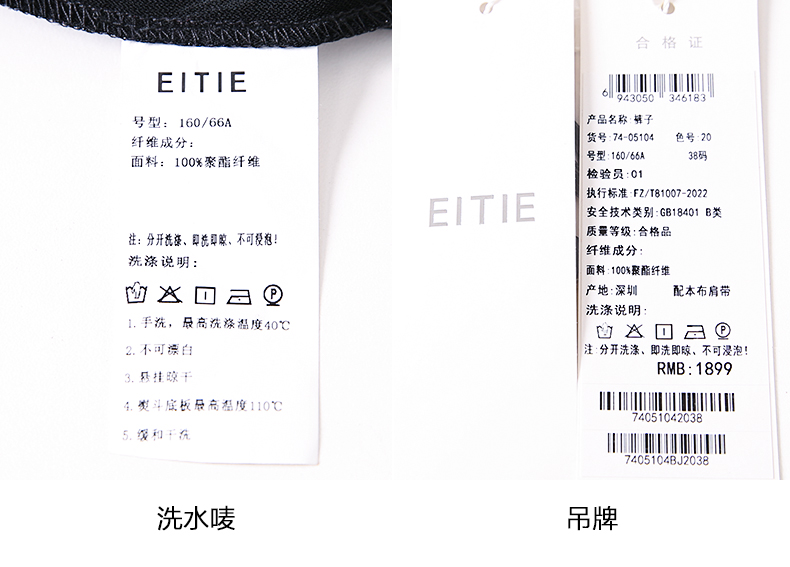 EITIE
号型: 160/66A
纤维成分:
面料: 100%聚酯纤维
注: 分开洗涤、即洗即晾、不可浸泡!
洗涤说明:
P
1.手洗，最高洗涤温度40℃
2.不可漂白
3.悬挂晾干
4.熨斗底板最高温度110℃
5.缓和干洗
洗水唛
EITIE
合格证
6 943050 346183
产品名称: 裤子
货号: 74-05104 色号: 20
号型: 160/66A 38码
检验员: 01
执行标准: FZ/T81007-2022
安全技术类别: GB18401 B类
质量等级: 合格品
纤维成分:
面料: 100%聚酯纤维
产地: 深圳 配本布肩带
洗涤说明:
P
注: 分开洗涤、即洗即晾、不可浸泡!
RMB: 1899
74051042038
7405104BJ2038
吊牌